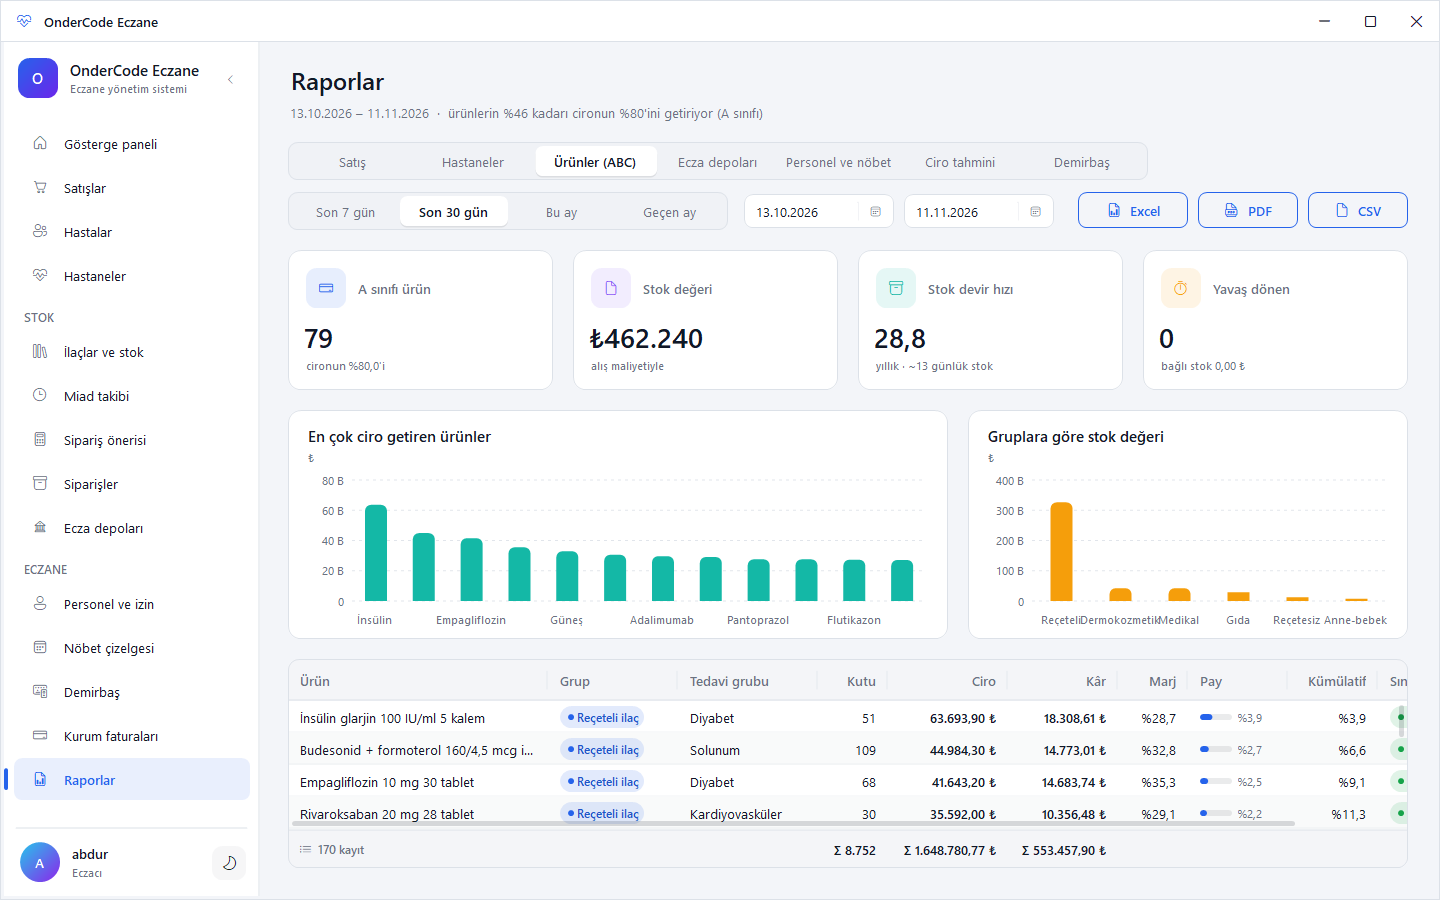 OnderCode Eczane
O
OnderCode Eczane
Eczane yönetim sistemi
Gösterge paneli
Satışlar
Hastalar
Hastaneler
STOK
İlaçlar ve stok
Miad takibi
Sipariş önerisi
Siparişler
Ecza depoları
ECZANE
Personel ve izin
Nöbet çizelgesi
Demirbaş
Kurum faturaları
Raporlar
A
abdur
Eczacı
Raporlar
13.10.2026 – 11.11.2026 · ürünlerin %46 kadarı cironun %80'ini getiriyor (A sınıfı)
Satış Hastaneler Ürünler (ABC) Ecza depoları Personel ve nöbet Ciro tahmini Demirbaş
Son 7 gün Son 30 gün Bu ay Geçen ay 13.10.2026 11.11.2026 Excel PDF CSV
A sınıfı ürün
79
cironun %80,0'i
Stok değeri
₺462.240
alış maliyetiyle
Stok devir hızı
28,8
yıllık · ~13 günlük stok
Yavaş dönen
0
bağlı stok 0,00 ₺
En çok ciro getiren ürünler
₺
80 B
60 B
40 B
20 B
0
İnsülin Empagliflozin Güneş Adalimumab Pantoprazol Flutikazon
Gruplara göre stok değeri
₺
400 B
300 B
200 B
100 B
0
Reçeteli Dermokozmetik Medikal Gıda Reçetesiz Anne-bebek
Ürün Grup Tedavi grubu Kutu Ciro Kâr Marj Pay Kümülatif Sın
İnsülin glarjin 100 IU/ml 5 kalem Reçeteli ilaç Diyabet 51 63.693,90 ₺ 18.308,61 ₺ %28,7 %3,9 %3,9
Budesonid + formoterol 160/4,5 mcg i... Reçeteli ilaç Solunum 109 44.984,30 ₺ 14.773,01 ₺ %32,8 %2,7 %6,6
Empagliflozin 10 mg 30 tablet Reçeteli ilaç Diyabet 68 41.643,20 ₺ 14.683,74 ₺ %35,3 %2,5 %9,1
Rivaroksaban 20 mg 28 tablet Reçeteli ilaç Kardiyovasküler 30 35.592,00 ₺ 10.356,48 ₺ %29,1 %2,2 %11,3
170 kayıt Σ 8.752 Σ 1.648.780,77 ₺ Σ 553.457,90 ₺